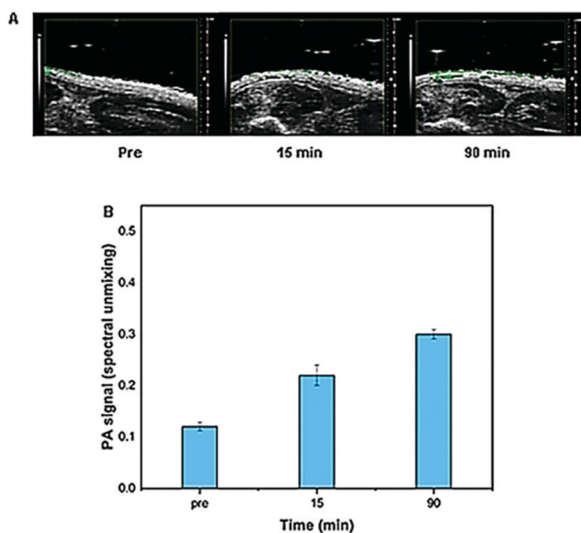 A
Pre 15 min 90 min
B
PA signal (spectral unmixing)
0.5
0.4
0.3
0.2
0.1
0.0
pre 15 90
Time (min)